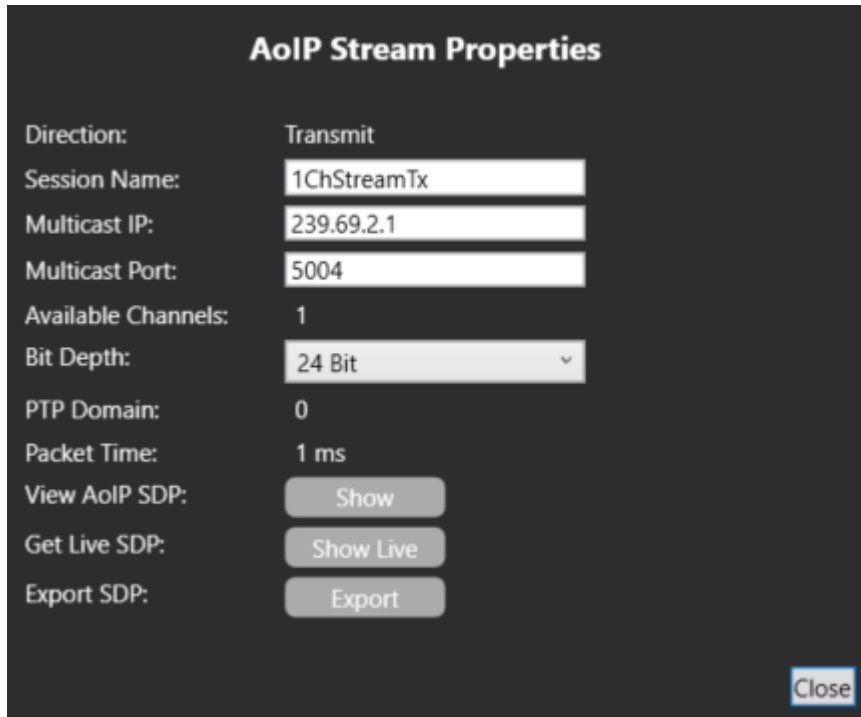 AoIP Stream Properties
Direction: Transmit
Session Name: 1ChStreamTx
Multicast IP: 239.69.2.1
Multicast Port: 5004
Available Channels: 1
Bit Depth: 24 Bit
PTP Domain: 0
Packet Time: 1 ms
View AoIP SDP: Show
Get Live SDP: Show Live
Export SDP: Export
Close